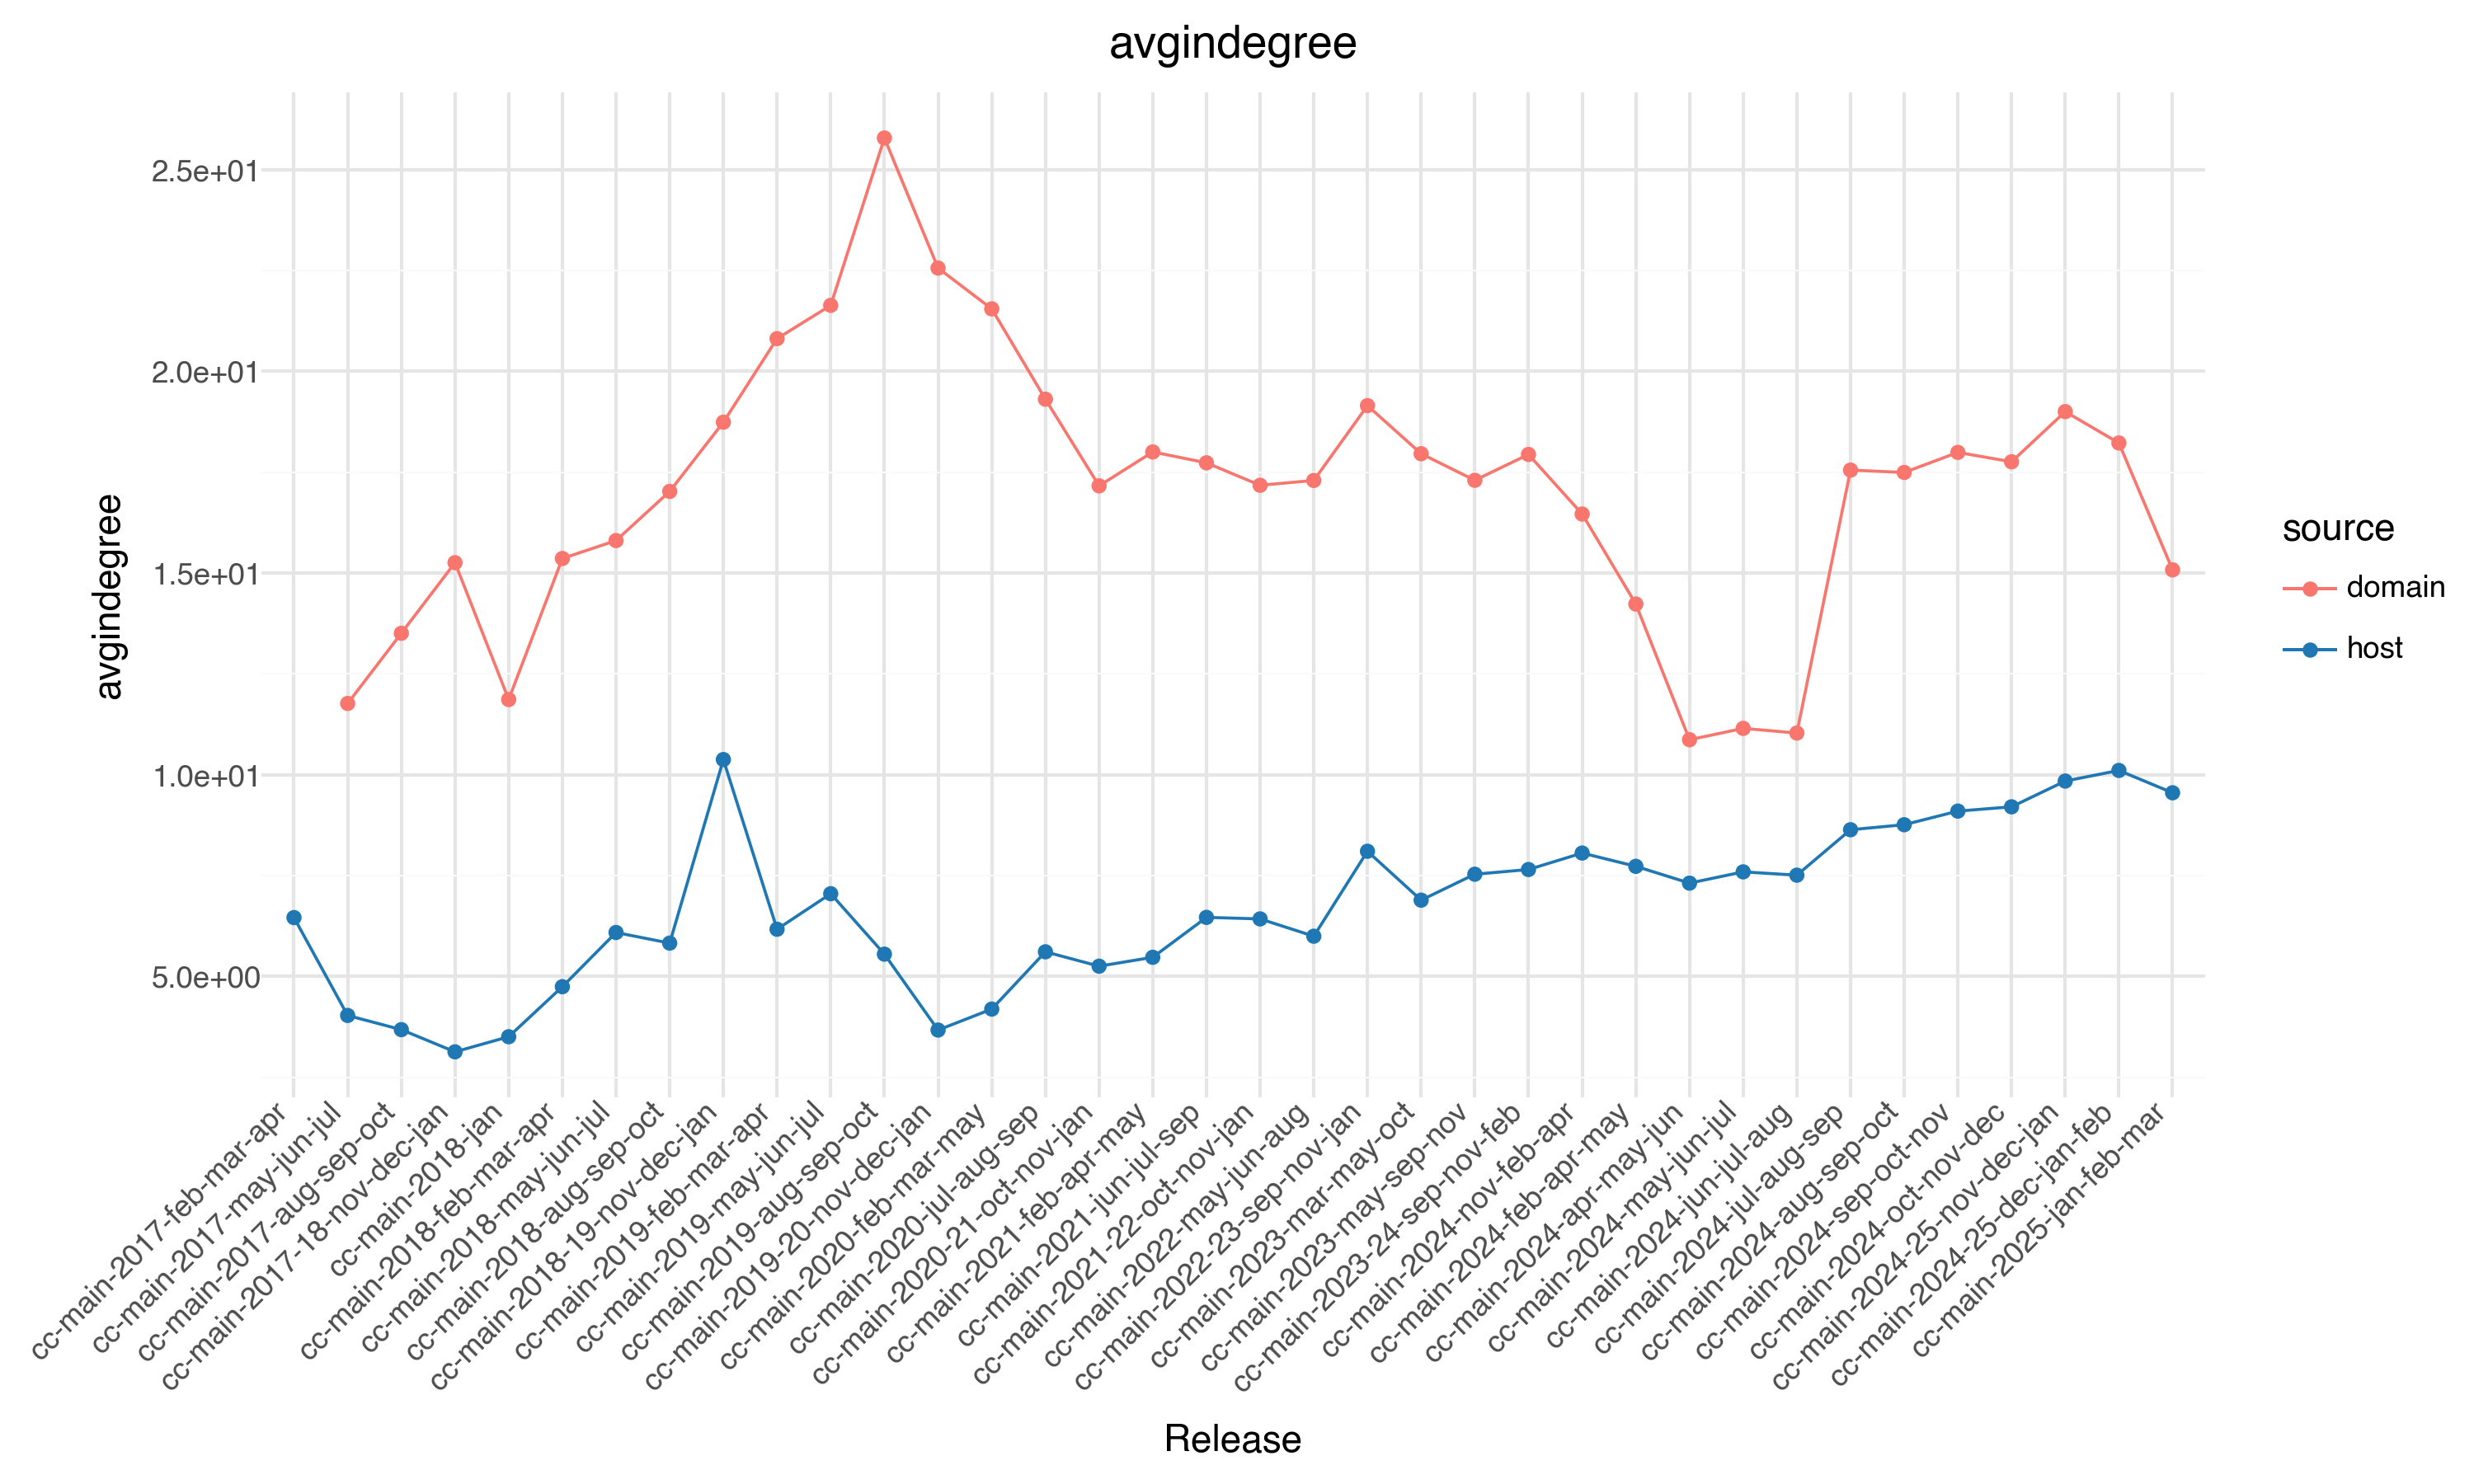 avgindegree
avgindegree
2.5e+01
2.0e+01
1.5e+01
1.0e+01
5.0e+00
cc-main-2017-feb-mar-apr
cc-main-2017-may-jun-jul
cc-main-2017-aug-sep-oct
cc-main-2017-18-nov-dec-jan
cc-main-2018-jan
cc-main-2018-feb-mar-apr
cc-main-2018-may-jun-jul
cc-main-2018-aug-sep-oct
cc-main-2018-19-nov-dec-jan
cc-main-2019-feb-mar-apr
cc-main-2019-may-jun-jul
cc-main-2019-aug-sep-oct
cc-main-2019-20-nov-dec-jan
cc-main-2020-feb-mar-may
cc-main-2020-jul-aug-sep
cc-main-2020-21-oct-nov-jan
cc-main-2021-feb-apr-may
cc-main-2021-jun-jul-sep
cc-main-2021-22-oct-nov-jan
cc-main-2022-may-jun-aug
cc-main-2022-23-sep-nov-jan
cc-main-2023-mar-may-oct
cc-main-2023-may-sep-nov
cc-main-2023-24-sep-nov-feb
cc-main-2024-nov-feb-apr
cc-main-2024-feb-apr-may
cc-main-2024-apr-may-jun
cc-main-2024-may-jun-jul
cc-main-2024-jun-jul-aug
cc-main-2024-jul-aug-sep
cc-main-2024-aug-sep-oct
cc-main-2024-sep-oct-nov
cc-main-2024-oct-nov-dec
cc-main-2024-25-nov-dec-jan
cc-main-2024-25-dec-jan-feb
cc-main-2025-jan-feb-mar
Release
source
domain
host